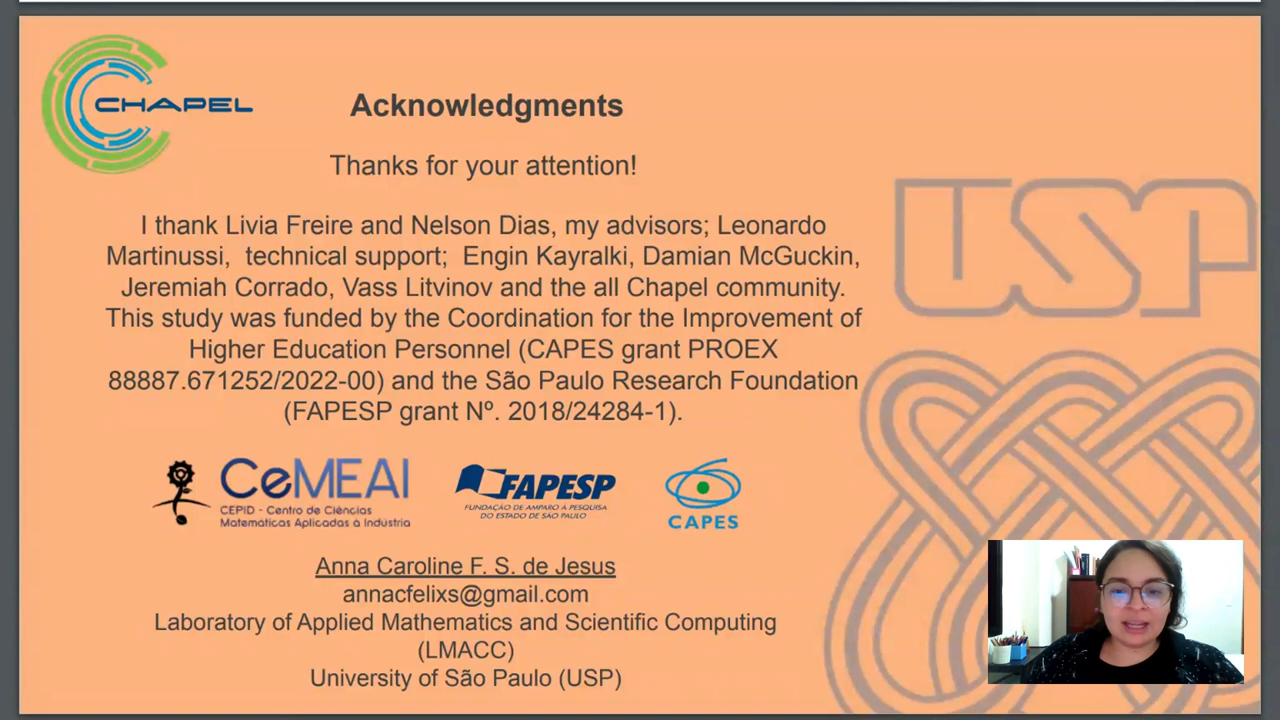 CHAPEL
Acknowledgments
Thanks for your attention!
I thank Livia Freire and Nelson Dias, my advisors; Leonardo
Martinussi, technical support; Engin Kayralki, Damian McGuckin,
Jeremiah Corrado, Vass Litvinov and the all Chapel community.
This study was funded by the Coordination for the Improvement of
Higher Education Personnel (CAPES grant PROEX
88887.671252/2022-00) and the São Paulo Research Foundation
(FAPESP grant Nº. 2018/24284-1).
USP
CeMEAI
CEPID - Centro de Ciências
Matemáticas Aplicadas à Indústria
FAPESP
FUNDAÇÃO DE AMPARO À PESQUISA
DO ESTADO DE SÃO PAULO
CAPES
Anna Caroline F. S. de Jesus
annacfelixs@gmail.com
Laboratory of Applied Mathematics and Scientific Computing
(LMACC)
University of São Paulo (USP)